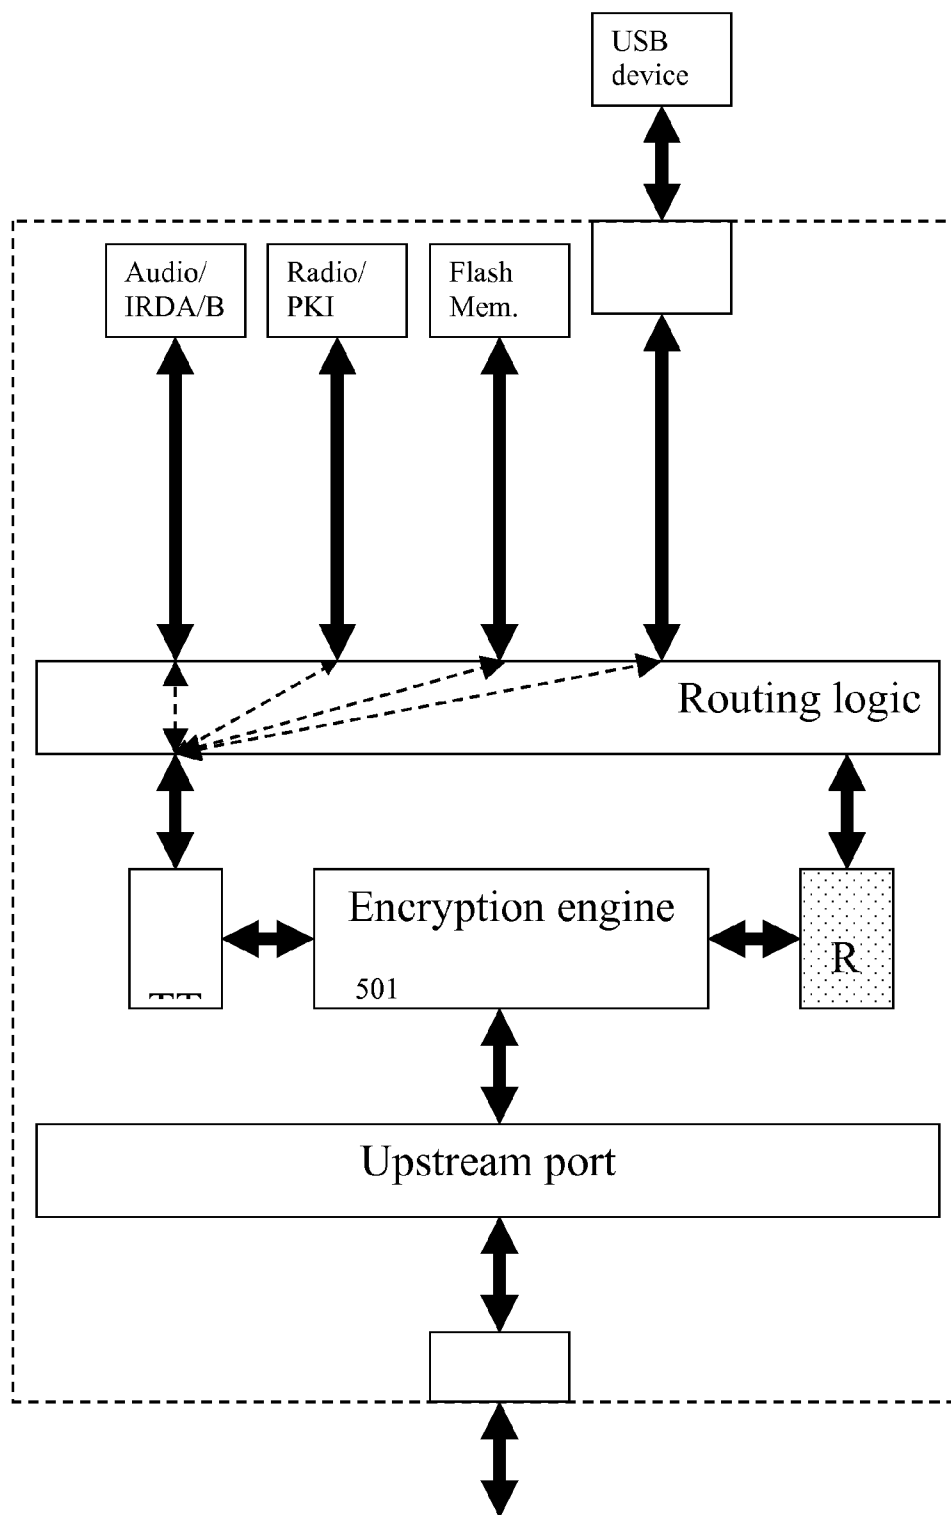 USB
device
Audio/
IRDA/B
Radio/
PKI
Flash
Mem.
Routing logic
Encryption engine
501
R
Upstream port